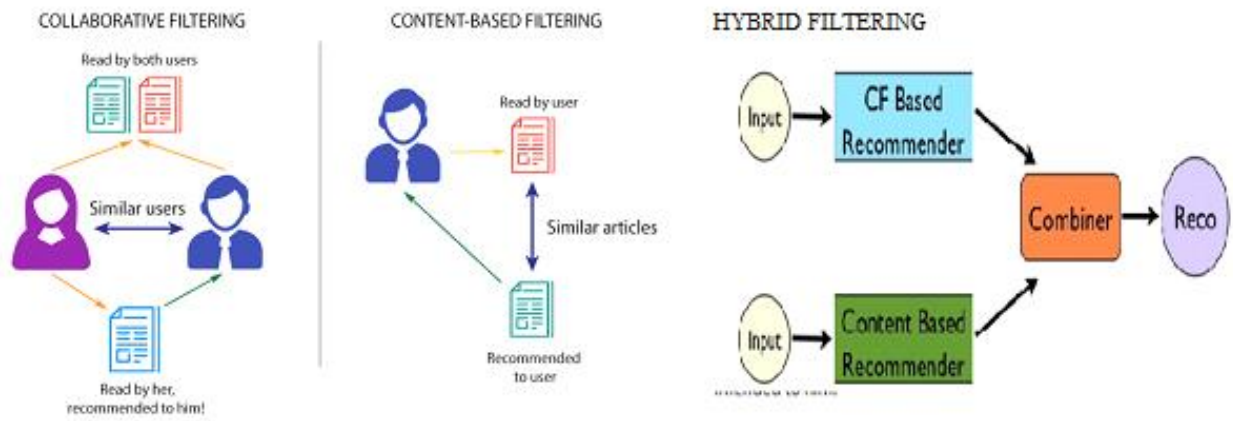 COLLABORATIVE FILTERING
Read by both users
Similar users
Read by her,
recommended to him!
CONTENT-BASED FILTERING
Read by user
Similar articles
Recommended
to user
HYBRID FILTERING
Input
CF Based
Recommender
Combiner
Reco
Input
Content Based
Recommender